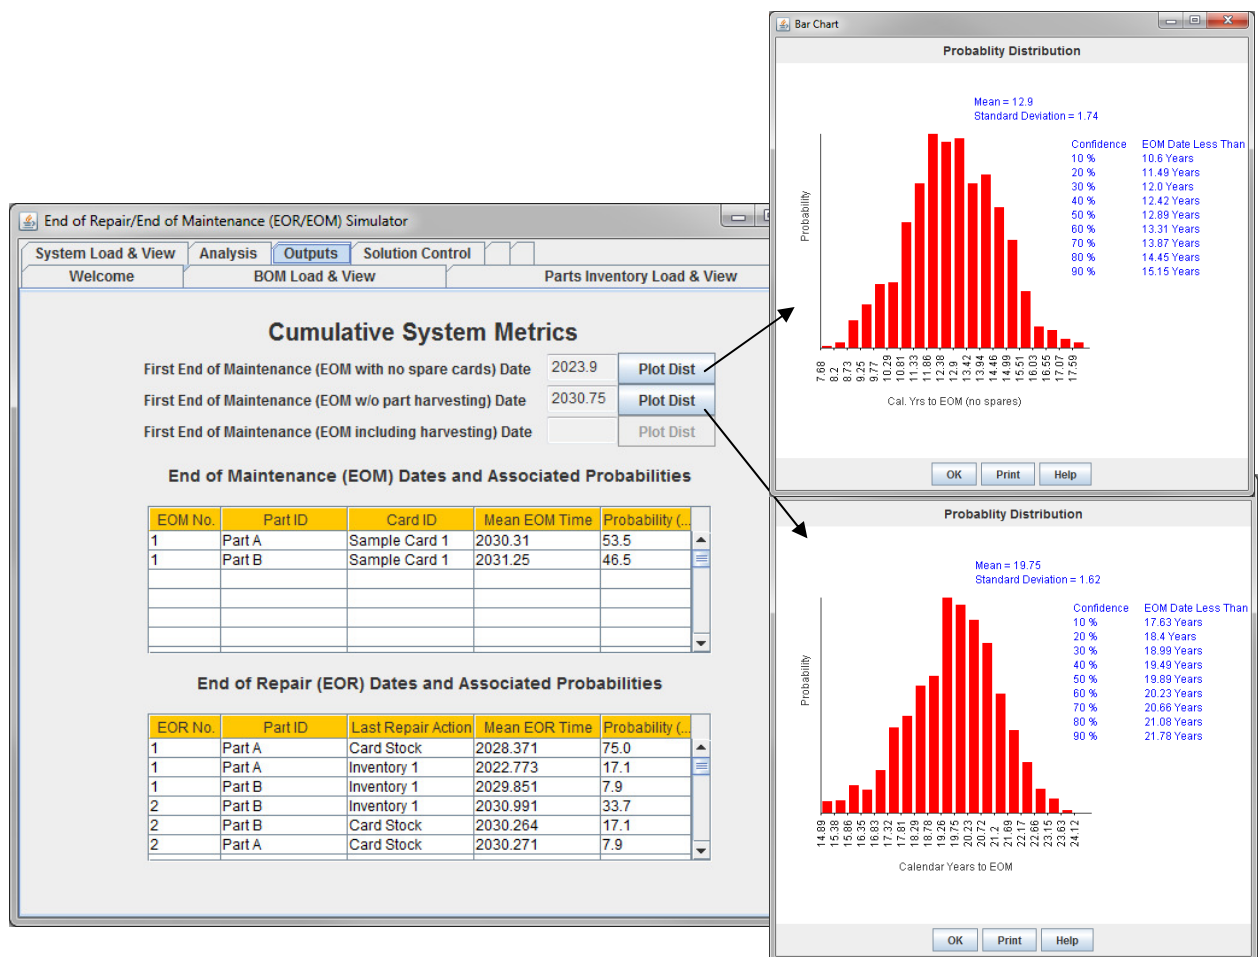 Bar Chart
Probablity Distribution
Mean = 12.9
Standard Deviation = 1.74
Confidence EOM Date Less Than
10 % 10.6 Years
20 % 11.49 Years
30 % 12.0 Years
40 % 12.42 Years
50 % 12.89 Years
60 % 13.31 Years
70 % 13.87 Years
80 % 14.45 Years
90 % 15.15 Years
Probability
7.68 8.2 8.73 9.25 9.77 10.29 10.81 11.33 11.86 12.38 12.9 13.42 13.94 14.46 14.99 15.51 16.03 16.55 17.07 17.59
Cal. Yrs to EOM (no spares)
OK Print Help
End of Repair/End of Maintenance (EOR/EOM) Simulator
System Load & View Analysis Outputs Solution Control
Welcome BOM Load & View Parts Inventory Load & View
Cumulative System Metrics
First End of Maintenance (EOM with no spare cards) Date 2023.9 Plot Dist
First End of Maintenance (EOM w/o part harvesting) Date 2030.75 Plot Dist
First End of Maintenance (EOM including harvesting) Date Plot Dist
End of Maintenance (EOM) Dates and Associated Probabilities
EOM No. Part ID Card ID Mean EOM Time Probability (...
1 Part A Sample Card 1 2030.31 53.5
1 Part B Sample Card 1 2031.25 46.5
End of Repair (EOR) Dates and Associated Probabilities
EOR No. Part ID Last Repair Action Mean EOR Time Probability (...
1 Part A Card Stock 2028.371 75.0
1 Part A Inventory 1 2022.773 17.1
1 Part B Inventory 1 2029.851 7.9
2 Part B Inventory 1 2030.991 33.7
2 Part B Card Stock 2030.264 17.1
2 Part A Card Stock 2030.271 7.9
Probablity Distribution
Mean = 19.75
Standard Deviation = 1.62
Confidence EOM Date Less Than
10 % 17.63 Years
20 % 18.4 Years
30 % 18.99 Years
40 % 19.49 Years
50 % 19.89 Years
60 % 20.23 Years
70 % 20.66 Years
80 % 21.08 Years
90 % 21.78 Years
Probability
14.89 15.38 15.86 16.35 16.83 17.32 17.81 18.29 18.78 19.26 19.75 20.23 20.72 21.2 21.69 22.17 22.66 23.15 23.63 24.12
Calendar Years to EOM
OK Print Help